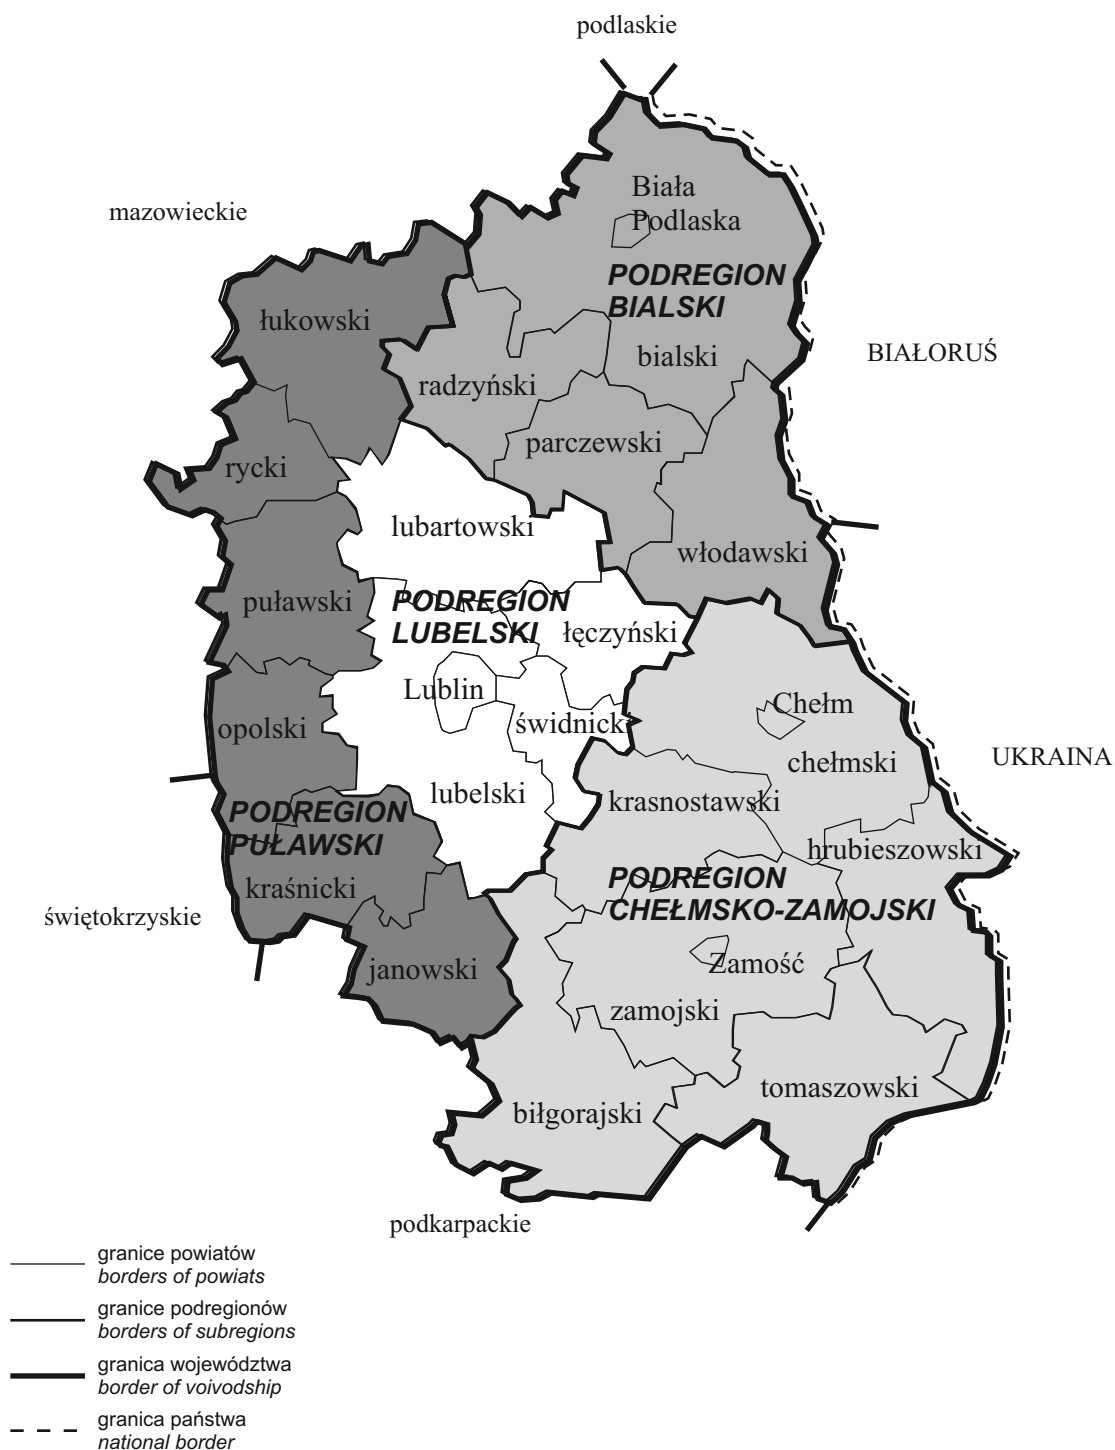 podlaskie
mazowieckie
Biała
Podlaska
PODREGION
BIALSKI
łukowski
BIAŁORUŚ
bialski
radzyński
parczewski
rycki
lubartowski
włodawski
puławski
PODREGION
LUBELSKI
łęczyński
Lublin
Chełm
świdnicki
opolski
UKRAINA
chełmski
lubelski
krasnostawski
PODREGION
PUŁAWSKI
hrubieszowski
kraśnicki
PODREGION
CHEŁMSKO-ZAMOJSKI
świętokrzyskie
janowski
Zamość
zamojski
tomaszowski
biłgorajski
podkarpackie
granice powiatów
borders of powiats
granice podregionów
borders of subregions
granica województwa
border of voivodship
granica państwa
national border